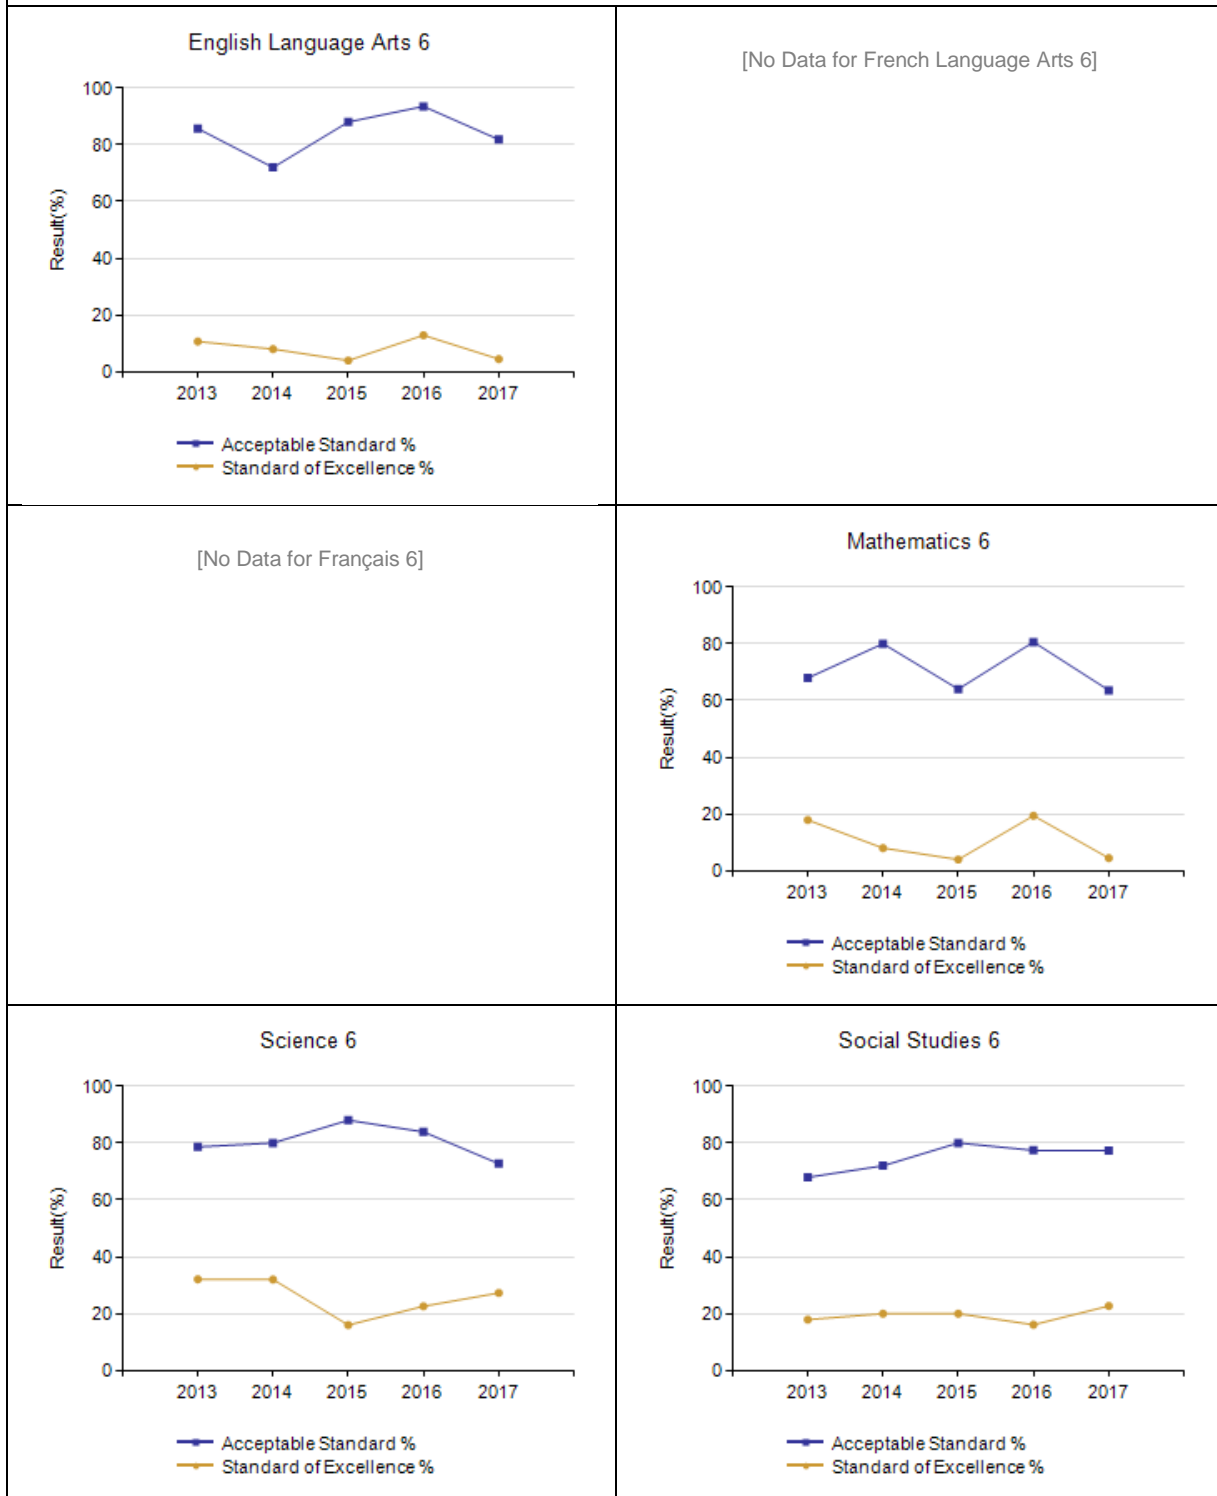 English Language Arts 6
100
80
60
40
20
0
Result(%)
2013 2014 2015 2016 2017
Acceptable Standard %
Standard of Excellence %
[No Data for French Language Arts 6]
[No Data for Français 6]
Mathematics 6
100
80
60
40
20
0
Result(%)
2013 2014 2015 2016 2017
Acceptable Standard %
Standard of Excellence %
Science 6
100
80
60
40
20
0
Result(%)
2013 2014 2015 2016 2017
Acceptable Standard %
Standard of Excellence %
Social Studies 6
100
80
60
40
20
0
Result(%)
2013 2014 2015 2016 2017
Acceptable Standard %
Standard of Excellence %